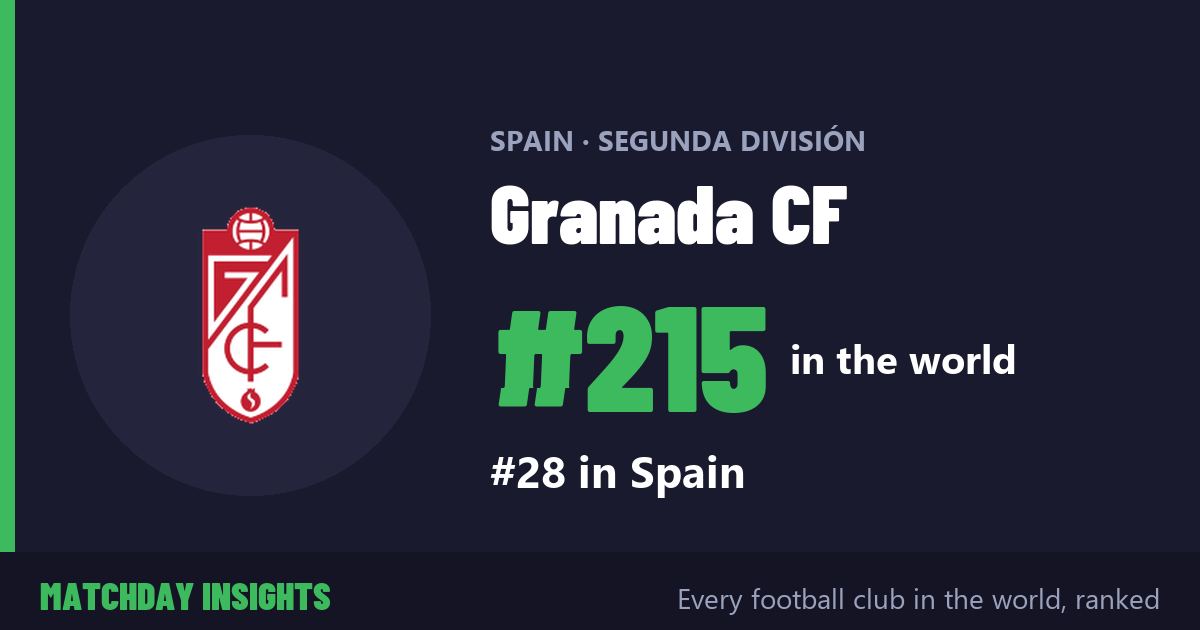 SPAIN · SEGUNDA DIVISIÓN
Granada CF
#215 in the world
#28 in Spain
MATCHDAY INSIGHTS
Every football club in the world, ranked